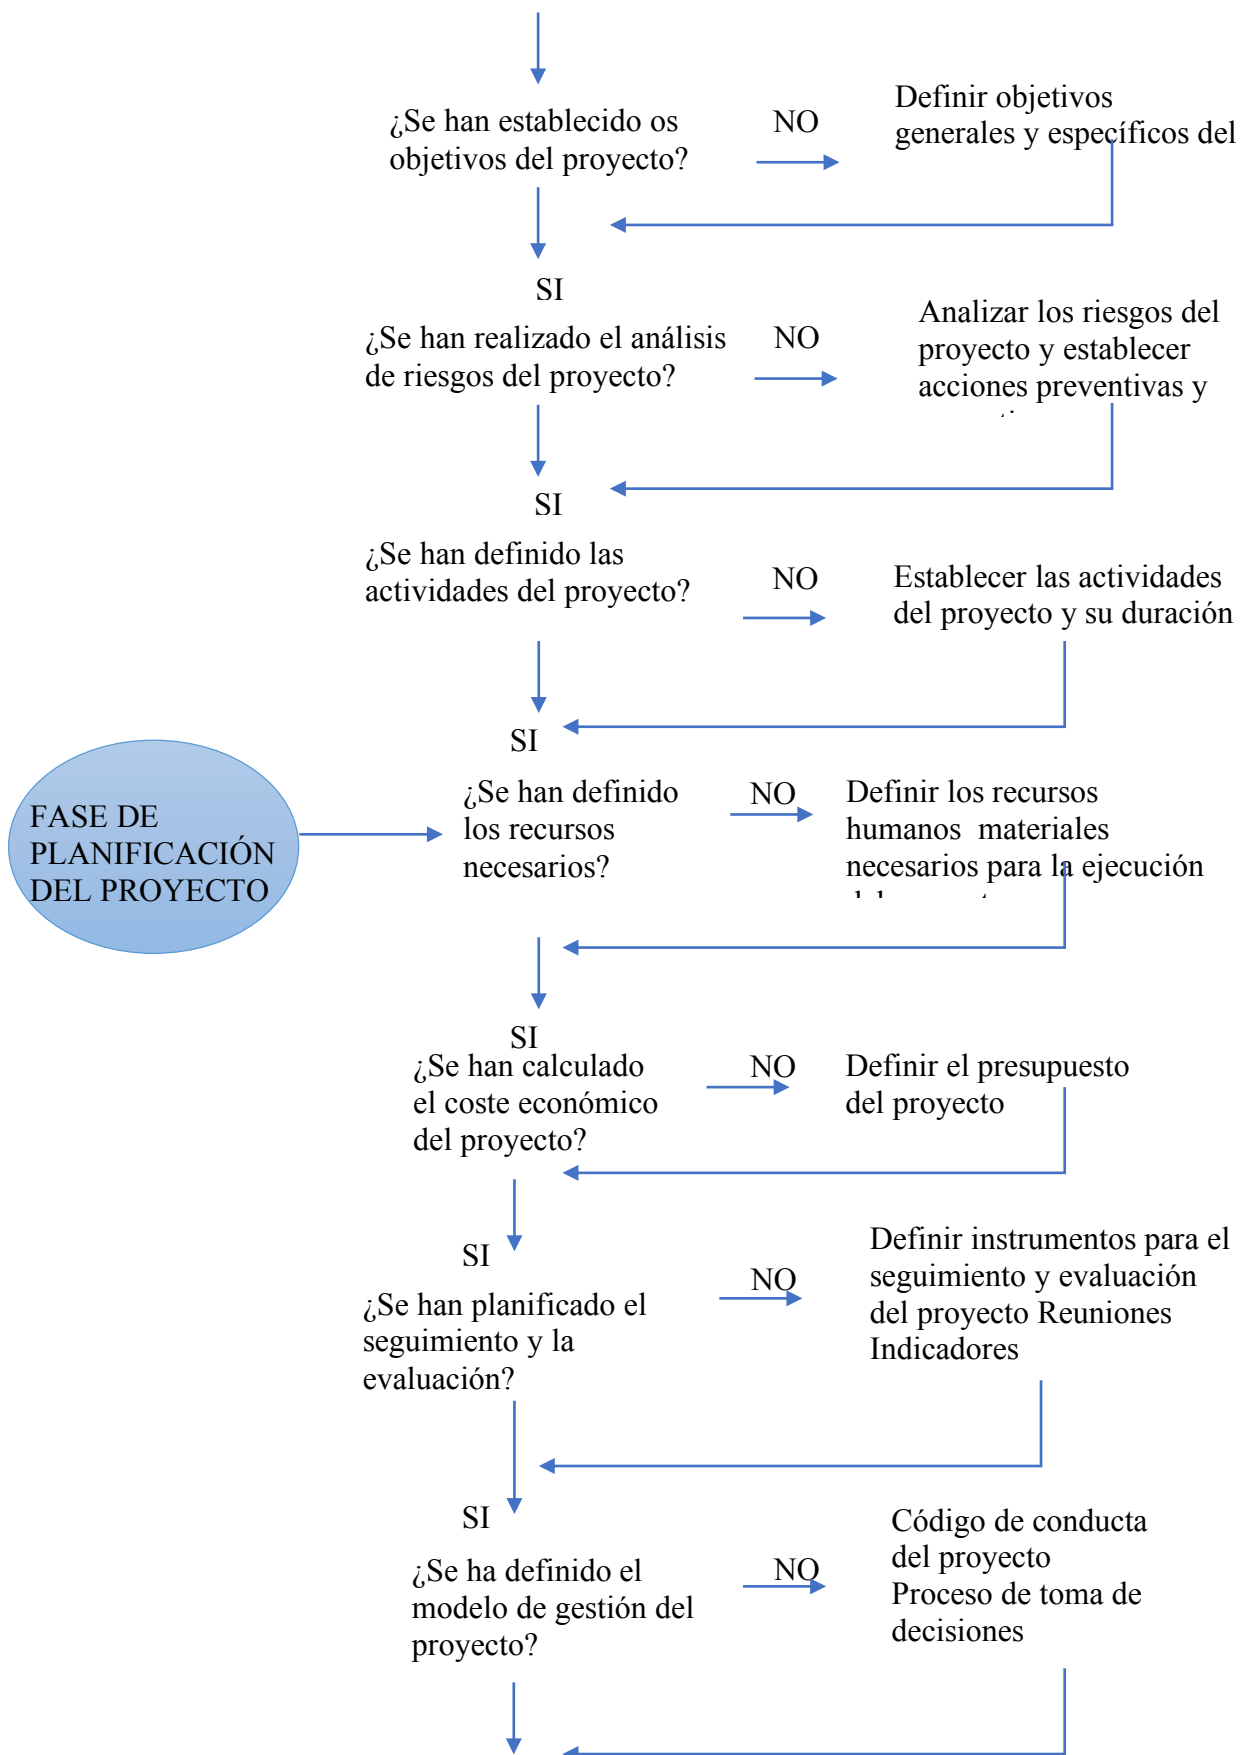 ¿Se han establecido os
objetivos del proyecto?
NO
Definir objetivos
generales y específicos del
SI
¿Se han realizado el análisis
de riesgos del proyecto?
NO
Analizar los riesgos del
proyecto y establecer
acciones preventivas y
SI
¿Se han definido las
actividades del proyecto?
NO
Establecer las actividades
del proyecto y su duración
SI
FASE DE
PLANIFICACIÓN
DEL PROYECTO
¿Se han definido
los recursos
necesarios?
NO
Definir los recursos
humanos  materiales
necesarios para la ejecución
SI
¿Se han calculado
el coste económico
del proyecto?
NO
Definir el presupuesto
del proyecto
SI
¿Se han planificado el
seguimiento y la
evaluación?
NO
Definir instrumentos para el
seguimiento y evaluación
del proyecto Reuniones
Indicadores
SI
¿Se ha definido el
modelo de gestión del
proyecto?
NO
Código de conducta
del proyecto
Proceso de toma de
decisiones